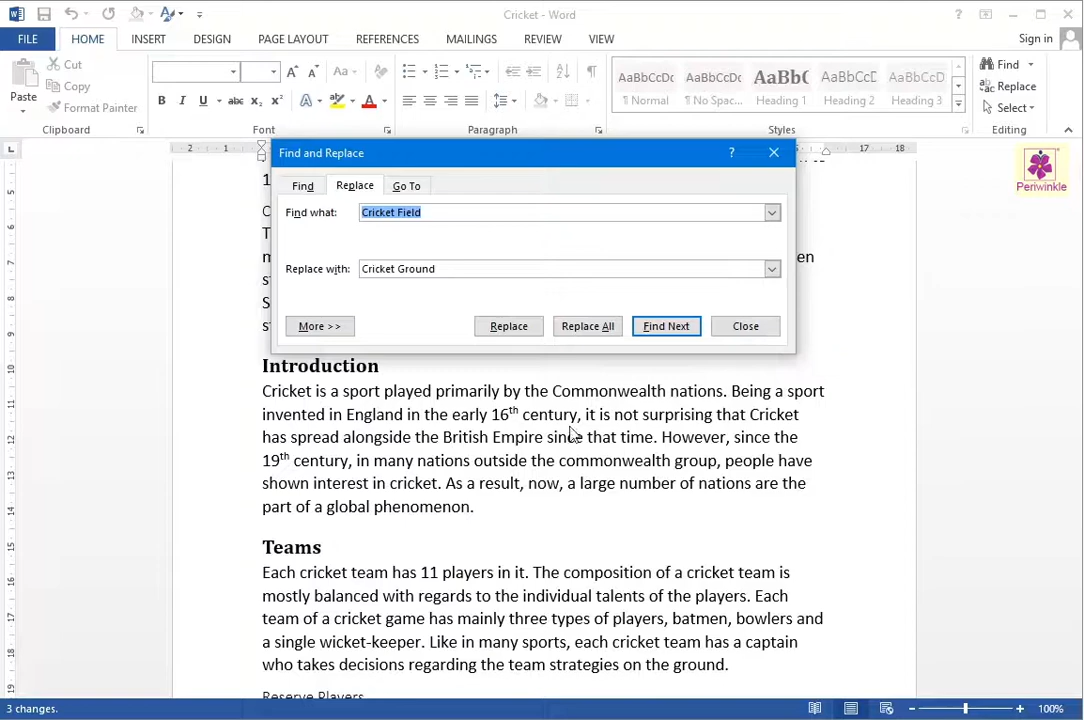 Cricket - Word
FILE HOME INSERT DESIGN PAGE LAYOUT REFERENCES MAILINGS REVIEW VIEW Sign in
Paste
Cut
Copy
Format Painter
Clipboard
Aa
B I U abc X₂ X²
Font
Paragraph
AaBbCcDc AaBbCcDc AaBbC AaBbCcD AaBbCcD
¶ Normal ¶ No Spac... Heading 1 Heading 2 Heading 3
Styles
Find
Replace
Select
Editing
2 1 17 18
Periwinkle
Find and Replace
Find Replace Go To
Find what: Cricket Field
Replace with: Cricket Ground
More >> Replace Replace All Find Next Close
Introduction
Cricket is a sport played primarily by the Commonwealth nations. Being a sport
invented in England in the early 16th century, it is not surprising that Cricket
has spread alongside the British Empire since that time. However, since the
19th century, in many nations outside the commonwealth group, people have
shown interest in cricket. As a result, now, a large number of nations are the
part of a global phenomenon.
Teams
Each cricket team has 11 players in it. The composition of a cricket team is
mostly balanced with regards to the individual talents of the players. Each
team of a cricket game has mainly three types of players, batmen, bowlers and
a single wicket-keeper. Like in many sports, each cricket team has a captain
who takes decisions regarding the team strategies on the ground.
Reserve Players
3 changes. 100%